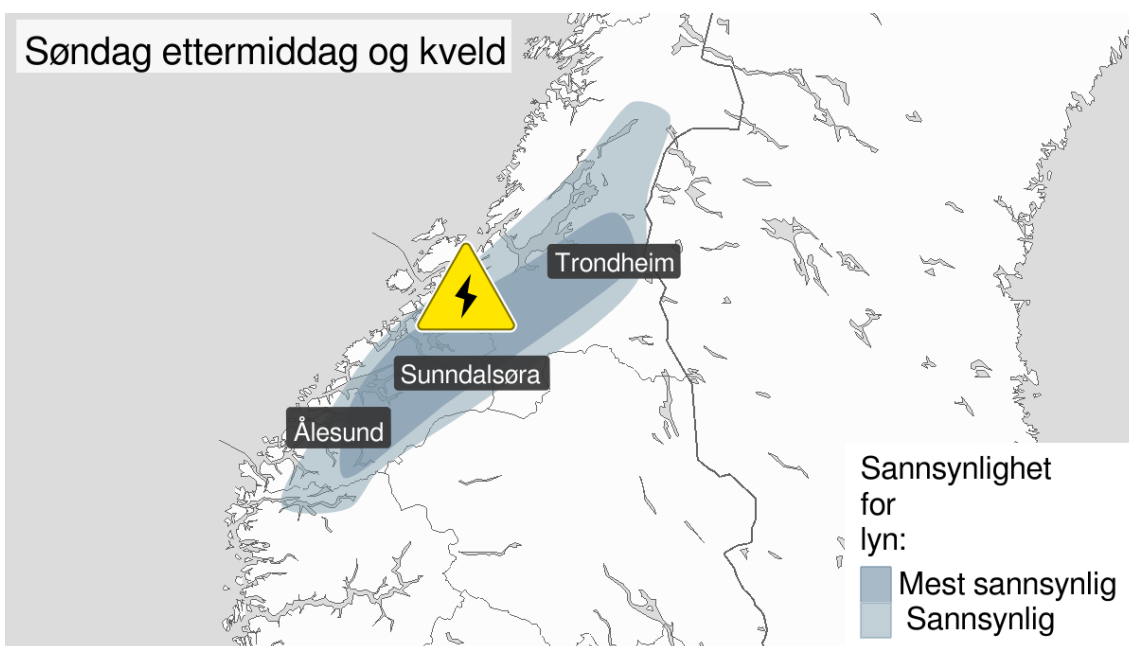 Søndag ettermiddag og kveld
Trondheim
Sunndalsøra
Ålesund
Sannsynlighet
for
lyn:
Mest sannsynlig
Sannsynlig